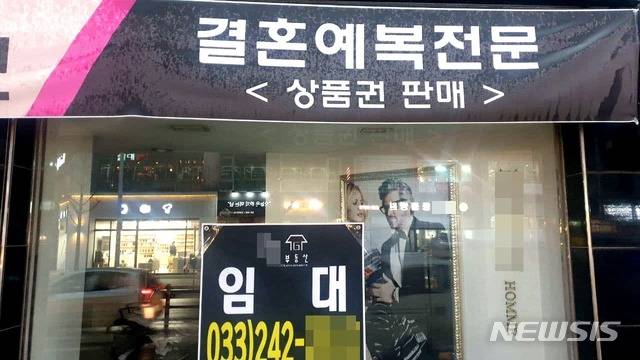 결혼예복전문
< 상품권 판매 >
부동산
임 대
033)242-
HOMM
NEWSIS